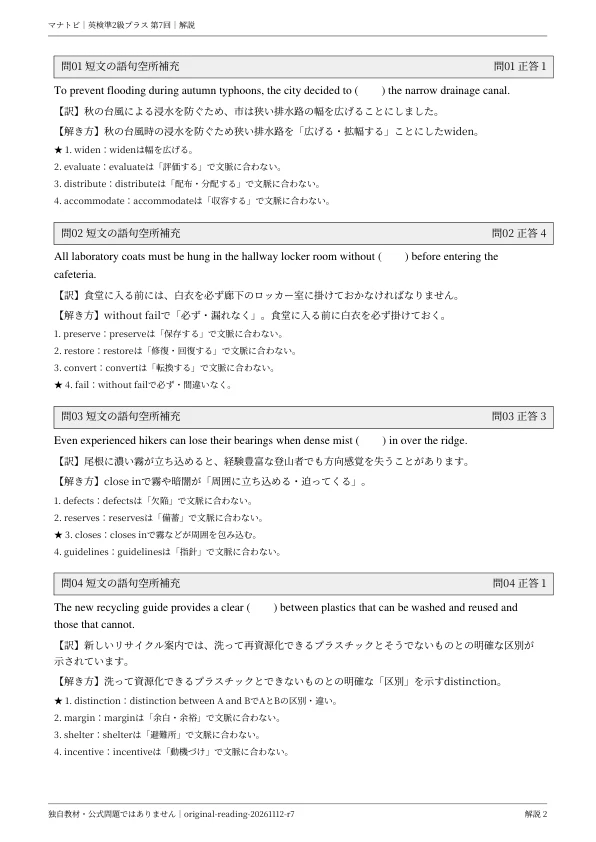 マナトビ｜英検準2級プラス 第7回｜解説
問01 短文の語句空所補充 問01 正答 1
To prevent flooding during autumn typhoons, the city decided to (  ) the narrow drainage canal.
【訳】秋の台風による浸水を防ぐため、市は狭い排水路の幅を広げることにしました。
【解き方】秋の台風時の浸水を防ぐため狭い排水路を「広げる・拡幅する」ことにしたwiden。
★ 1. widen：widenは幅を広げる。
2. evaluate：evaluateは「評価する」で文脈に合わない。
3. distribute：distributeは「配布・分配する」で文脈に合わない。
4. accommodate：accommodateは「収容する」で文脈に合わない。
問02 短文の語句空所補充 問02 正答 4
All laboratory coats must be hung in the hallway locker room without (  ) before entering the
cafeteria.
【訳】食堂に入る前には、白衣を必ず廊下のロッカー室に掛けておかなければなりません。
【解き方】without failで「必ず・漏れなく」。食堂に入る前に白衣を必ず掛けておく。
1. preserve：preserveは「保存する」で文脈に合わない。
2. restore：restoreは「修復・回復する」で文脈に合わない。
3. convert：convertは「転換する」で文脈に合わない。
★ 4. fail：without failで必ず・間違いなく。
問03 短文の語句空所補充 問03 正答 3
Even experienced hikers can lose their bearings when dense mist (  ) in over the ridge.
【訳】尾根に濃い霧が立ち込めると、経験豊富な登山者でも方向感覚を失うことがあります。
【解き方】close inで霧や暗闇が「周囲に立ち込める・迫ってくる」。
1. defects：defectsは「欠陥」で文脈に合わない。
2. reserves：reservesは「備蓄」で文脈に合わない。
★ 3. closes：closes inで霧などが周囲を包み込む。
4. guidelines：guidelinesは「指針」で文脈に合わない。
問04 短文の語句空所補充 問04 正答 1
The new recycling guide provides a clear (  ) between plastics that can be washed and reused and
those that cannot.
【訳】新しいリサイクル案内では、洗って再資源化できるプラスチックとそうでないものとの明確な区別が
示されています。
【解き方】洗って資源化できるプラスチックとできないものとの明確な「区別」を示すdistinction。
★ 1. distinction：distinction between A and BでAとBの区別・違い。
2. margin：marginは「余白・余裕」で文脈に合わない。
3. shelter：shelterは「避難所」で文脈に合わない。
4. incentive：incentiveは「動機づけ」で文脈に合わない。
独自教材・公式問題ではありません｜original-reading-20261112-r7 解説 2